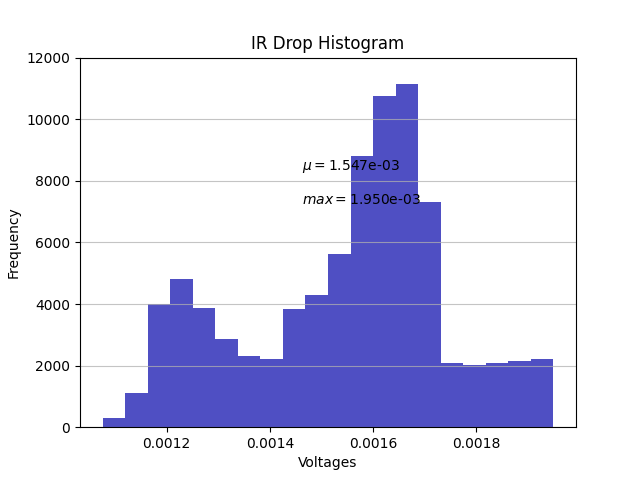 IR Drop Histogram
12000
10000
8000
6000
4000
2000
0
Frequency
μ = 1.547e-03
max = 1.950e-03
0.0012 0.0014 0.0016 0.0018
Voltages